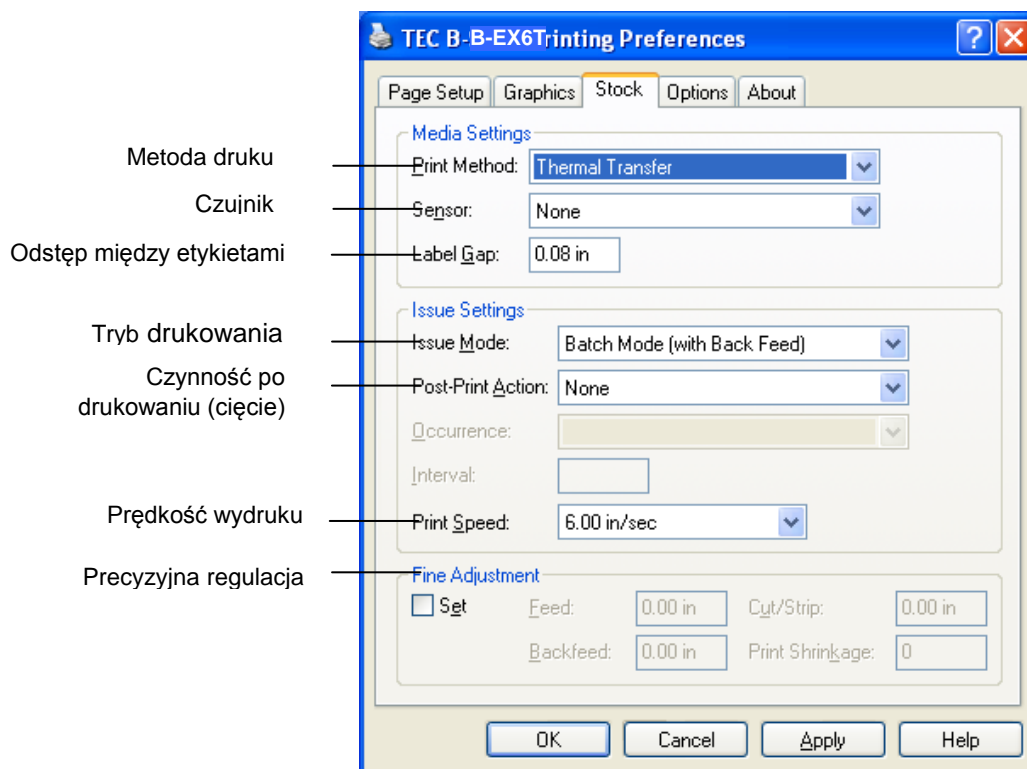 TEC B-B-EX6Trinting Preferences
Page Setup Graphics Stock Options About
Media Settings
Metoda druku Print Method: Thermal Transfer
Czujnik Sensor: None
Odstęp między etykietami Label Gap: 0.08 in
Issue Settings
Tryb drukowania Issue Mode: Batch Mode (with Back Feed)
Czynność po
drukowaniu (cięcie) Post-Print Action: None
Occurrence:
Interval:
Prędkość wydruku Print Speed: 6.00 in/sec
Precyzyjna regulacja Fine Adjustment
Set Feed: 0.00 in Cut/Strip: 0.00 in
Backfeed: 0.00 in Print Shrinkage: 0
OK Cancel Apply Help